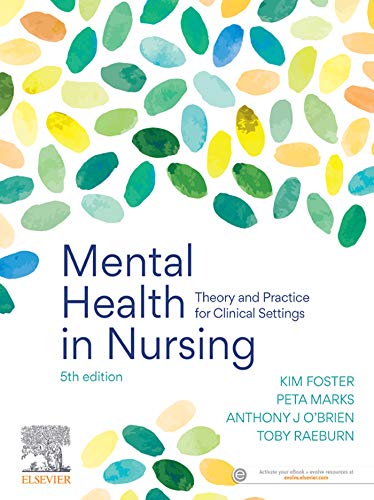 Mental
Health
in Nursing
Theory and Practice
for Clinical Settings
5th edition
KIM FOSTER
PETA MARKS
ANTHONY J O'BRIEN
TOBY RAEBURN
ELSEVIER
e
Activate your eBook + evolve resources at
evolve.elsevier.com